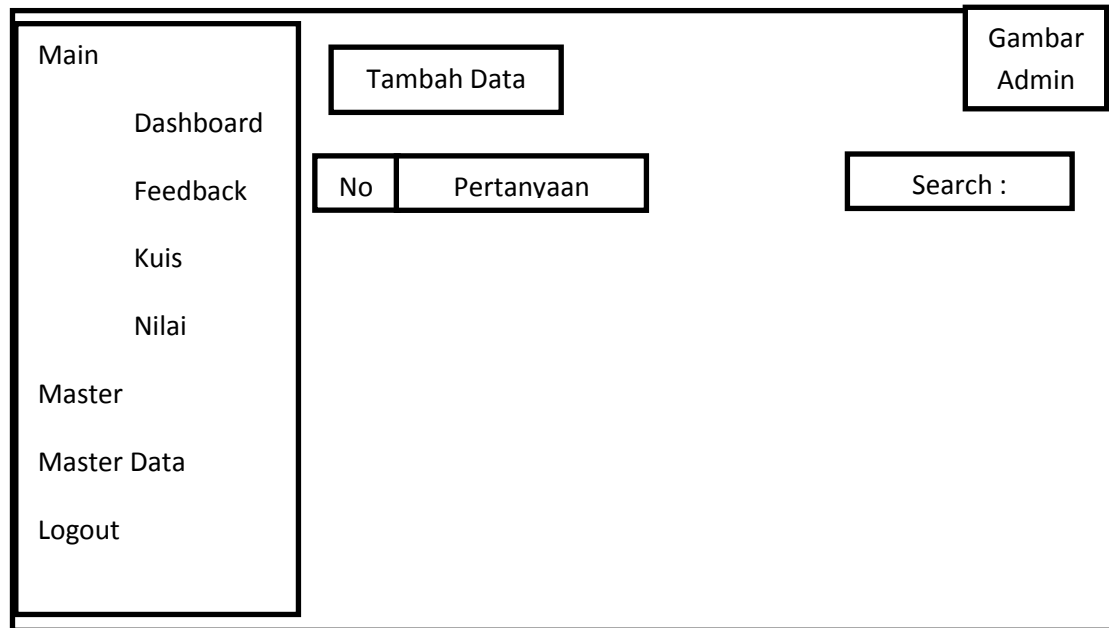 Main
Dashboard
Feedback
Kuis
Nilai
Master
Master Data
Logout
Tambah Data
Gambar
Admin
No
Pertanyaan
Search :